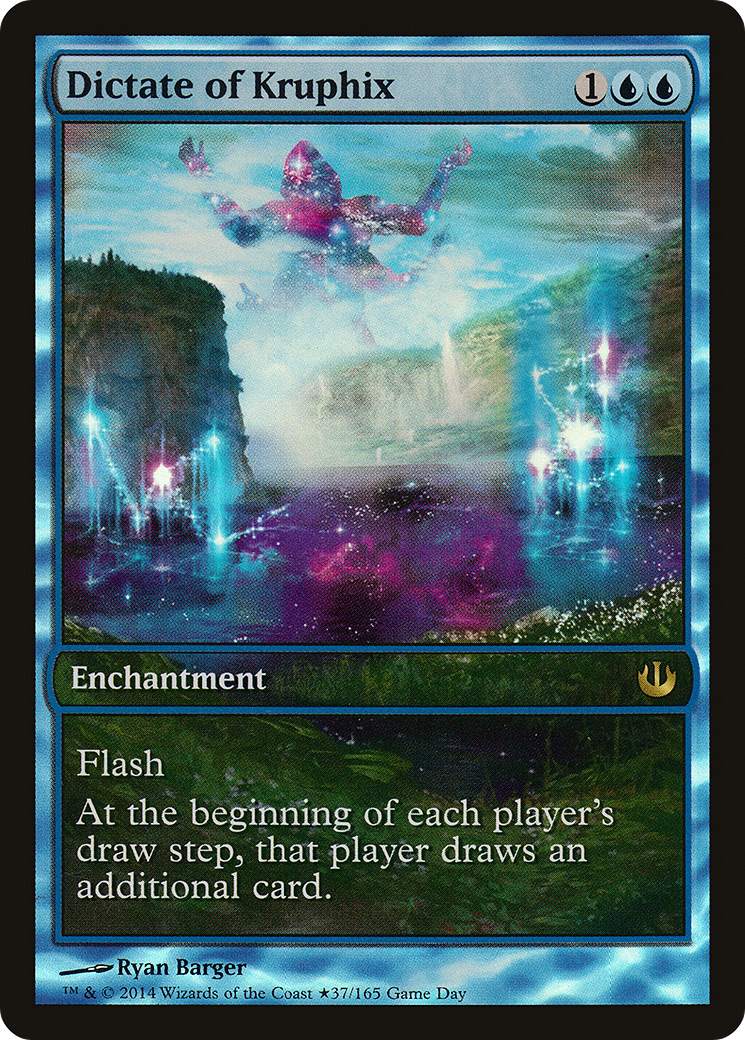 Dictate of Kruphix 1
Enchantment
Flash
At the beginning of each player's
draw step, that player draws an
additional card.
Ryan Barger
™ & © 2014 Wizards of the Coast ★37/165 Game Day